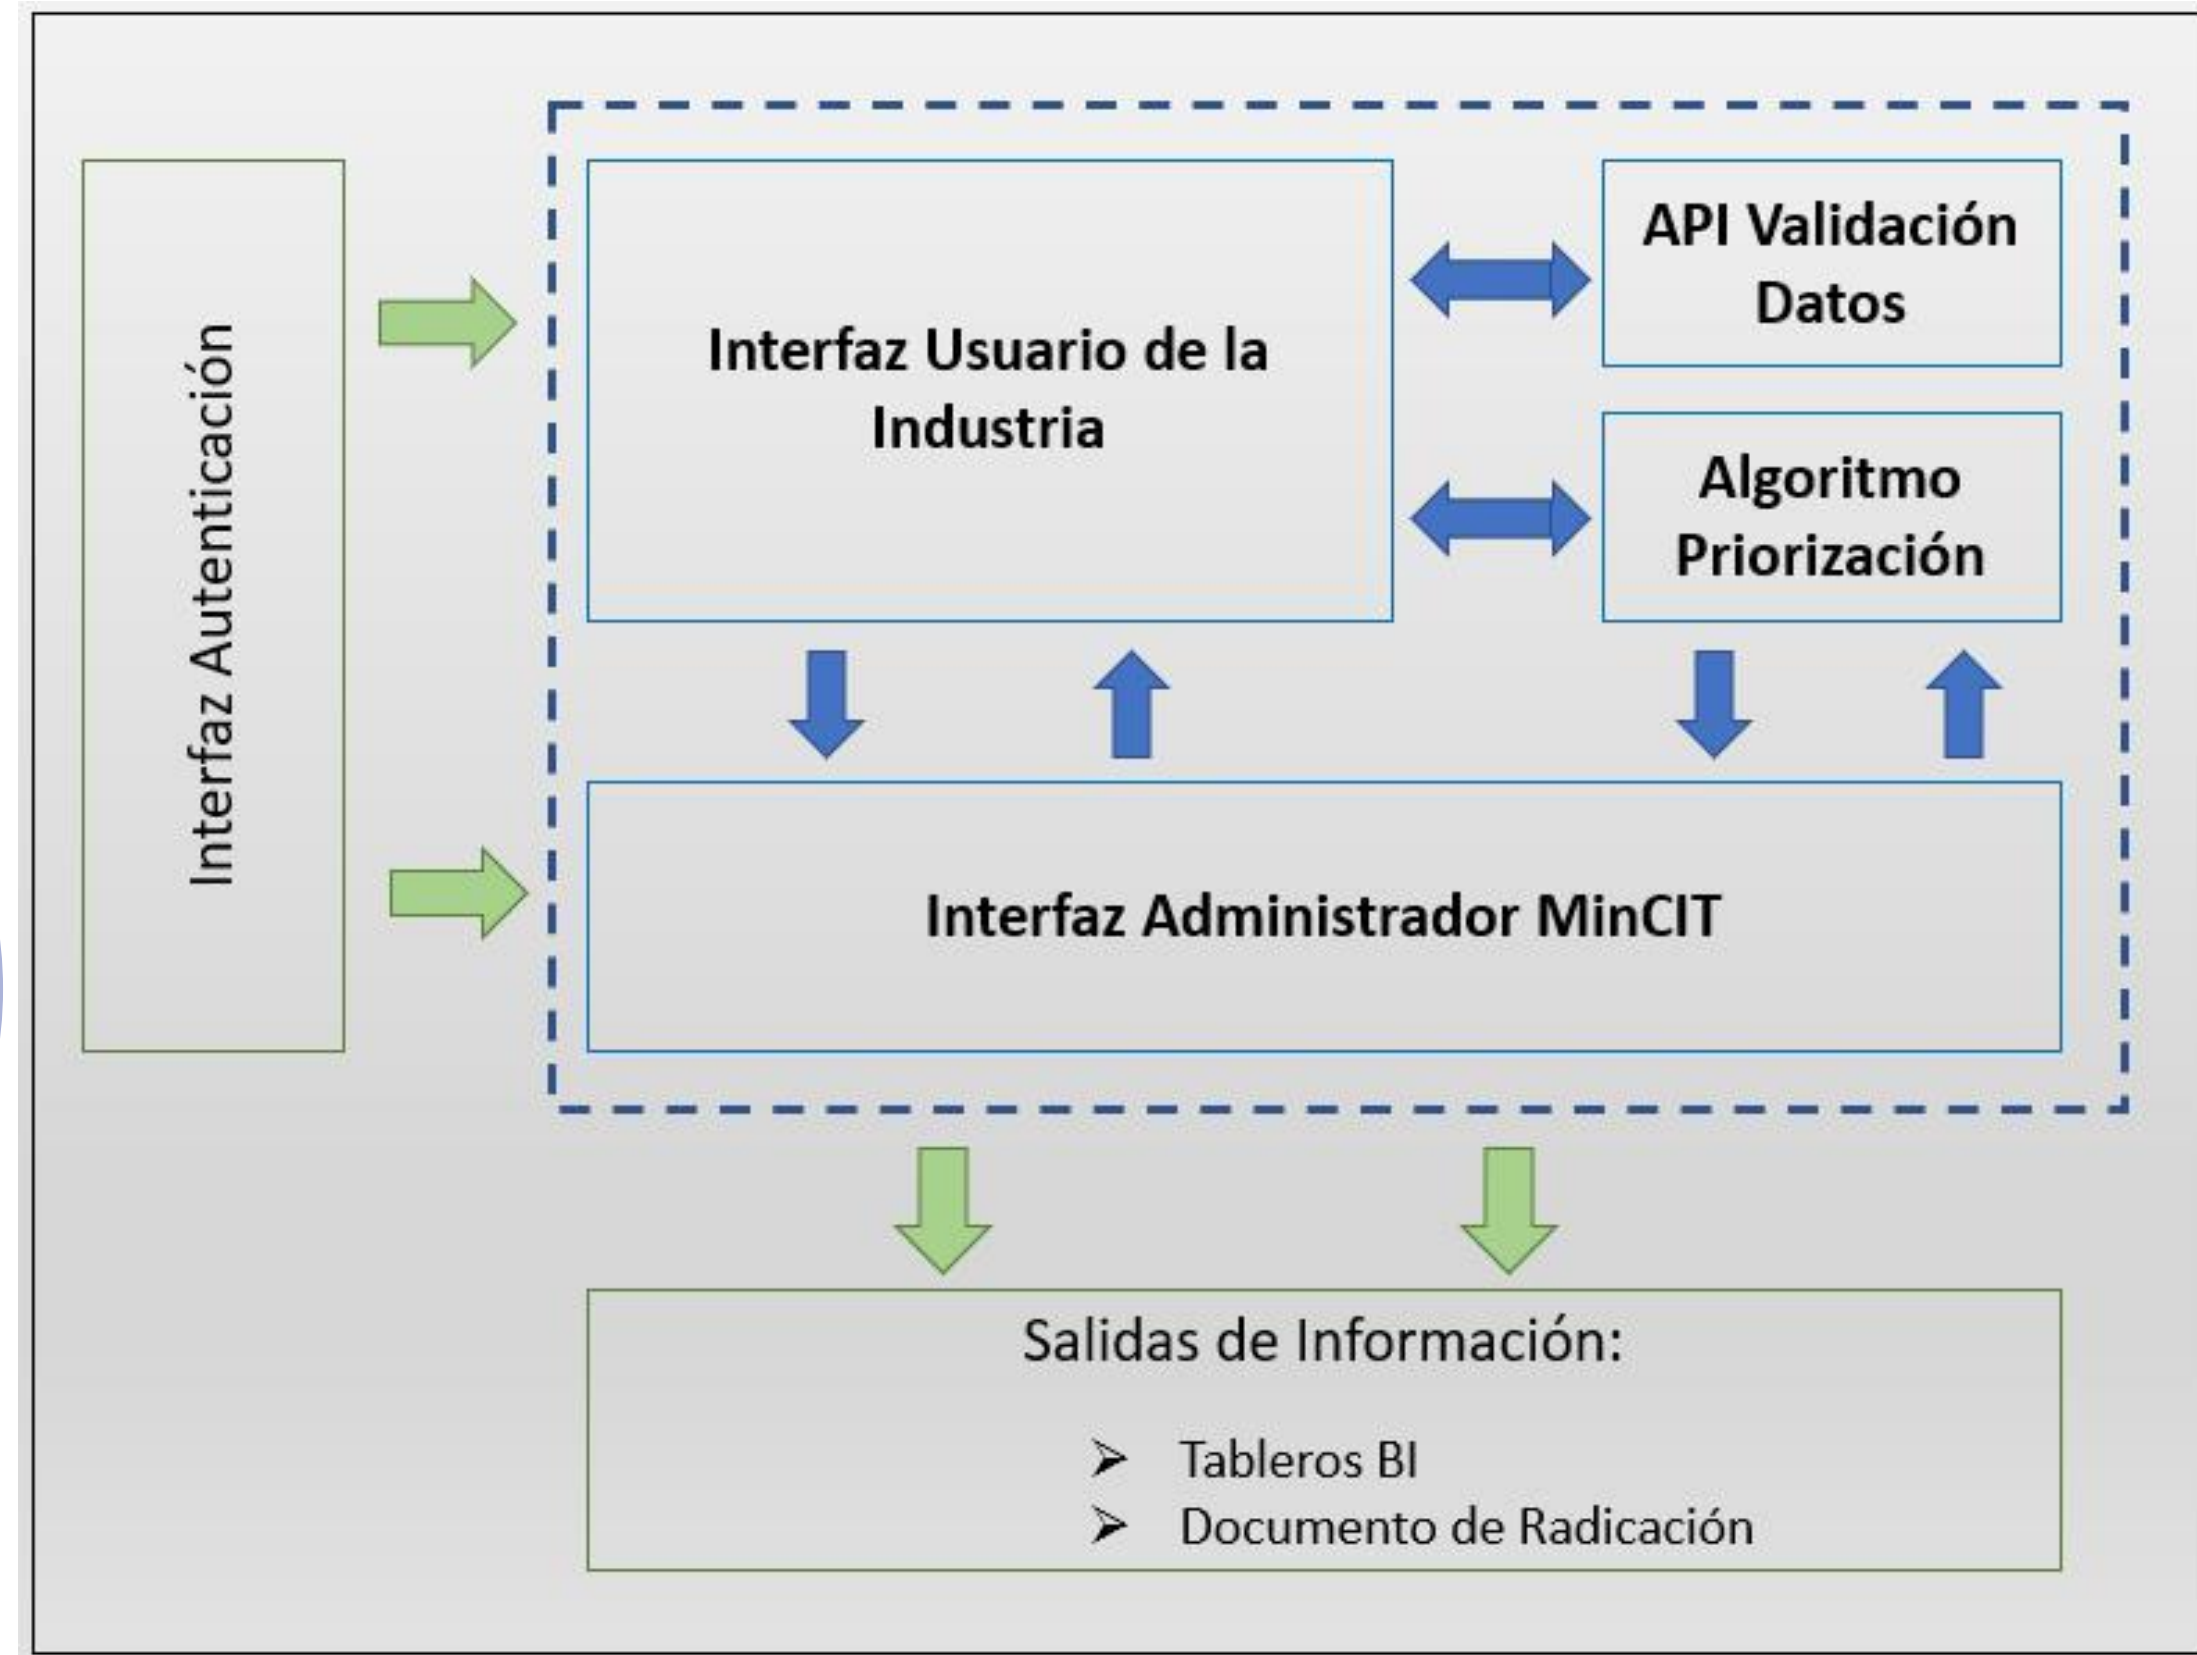 Interfaz Autenticación
Interfaz Usuario de la
Industria
API Validación
Datos
Algoritmo
Priorización
Interfaz Administrador MinCIT
Salidas de Información:
➢ Tableros BI
➢ Documento de Radicación